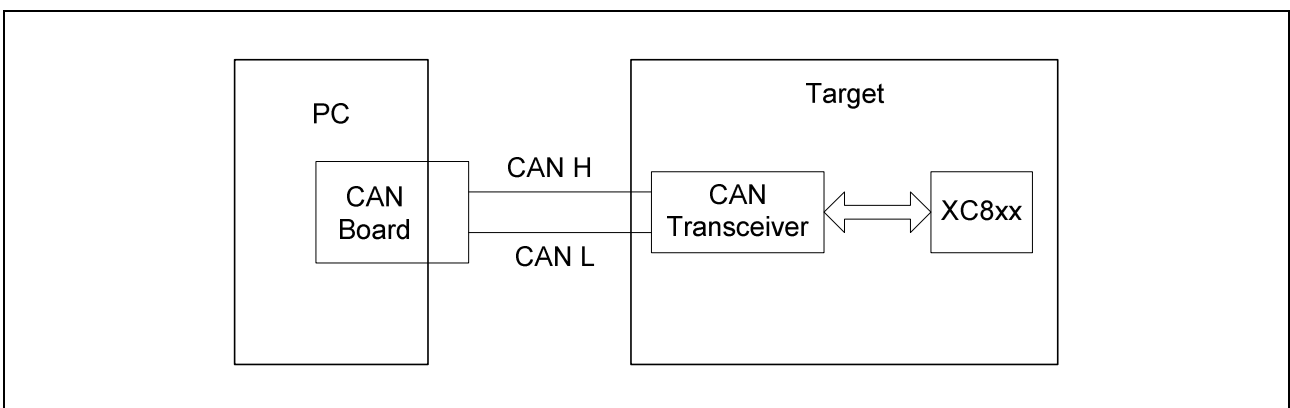 PC
Target
CAN H
CAN
Board
CAN
Transceiver
XC8xx
CAN L